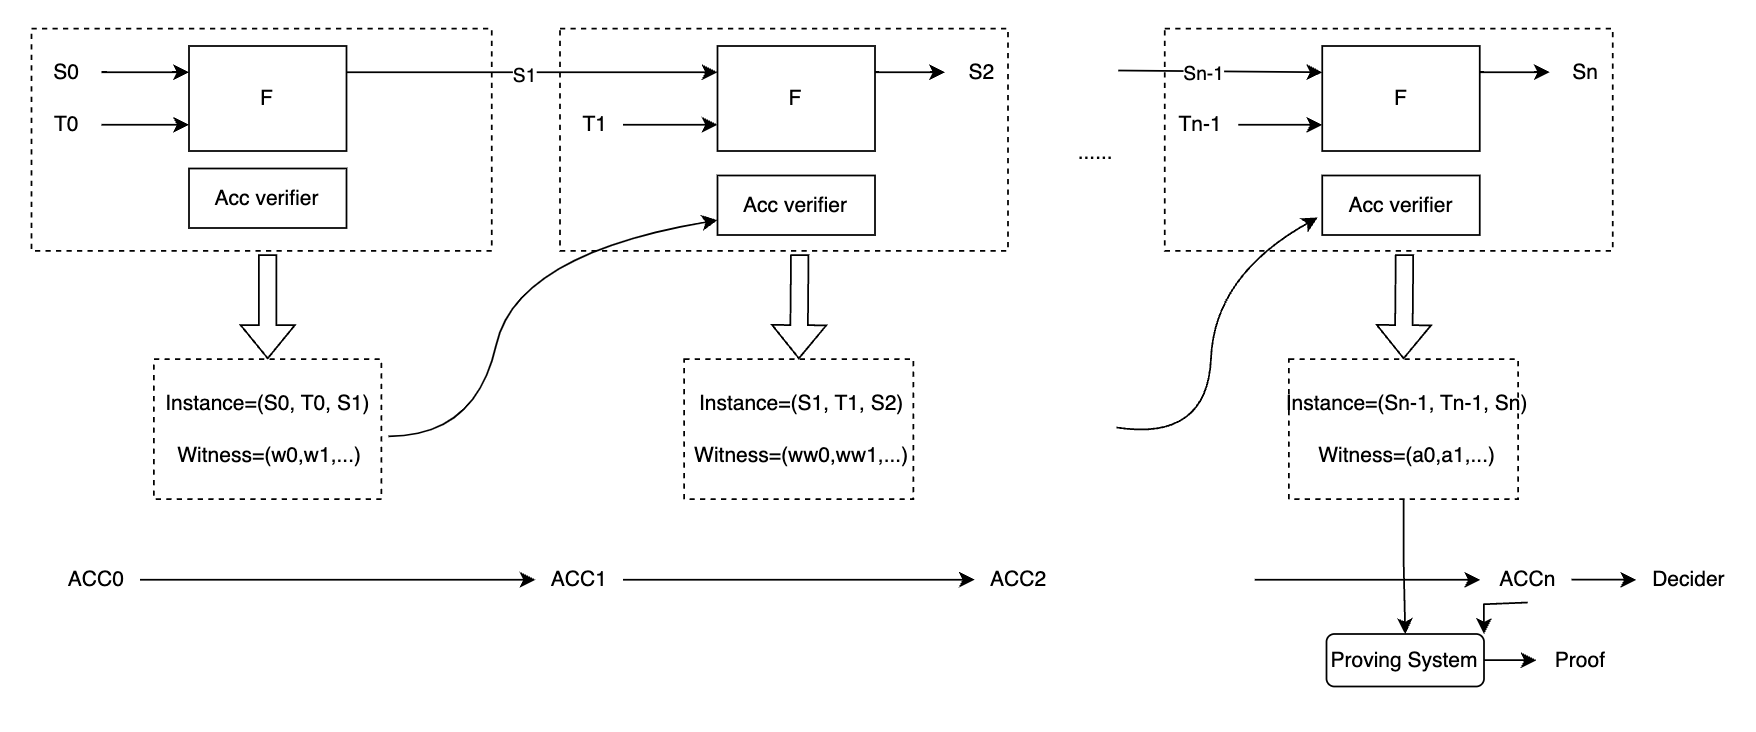 S0
F
S1
F
S2
Sn-1
F
Sn
T0
T1
Tn-1
......
Acc verifier
Acc verifier
Acc verifier
Instance=(S0, T0, S1)
Instance=(S1, T1, S2)
Instance=(Sn-1, Tn-1, Sn)
Witness=(w0,w1,...)
Witness=(ww0,ww1,...)
Witness=(a0,a1,...)
ACC0
ACC1
ACC2
ACCn
Decider
Proving System
Proof